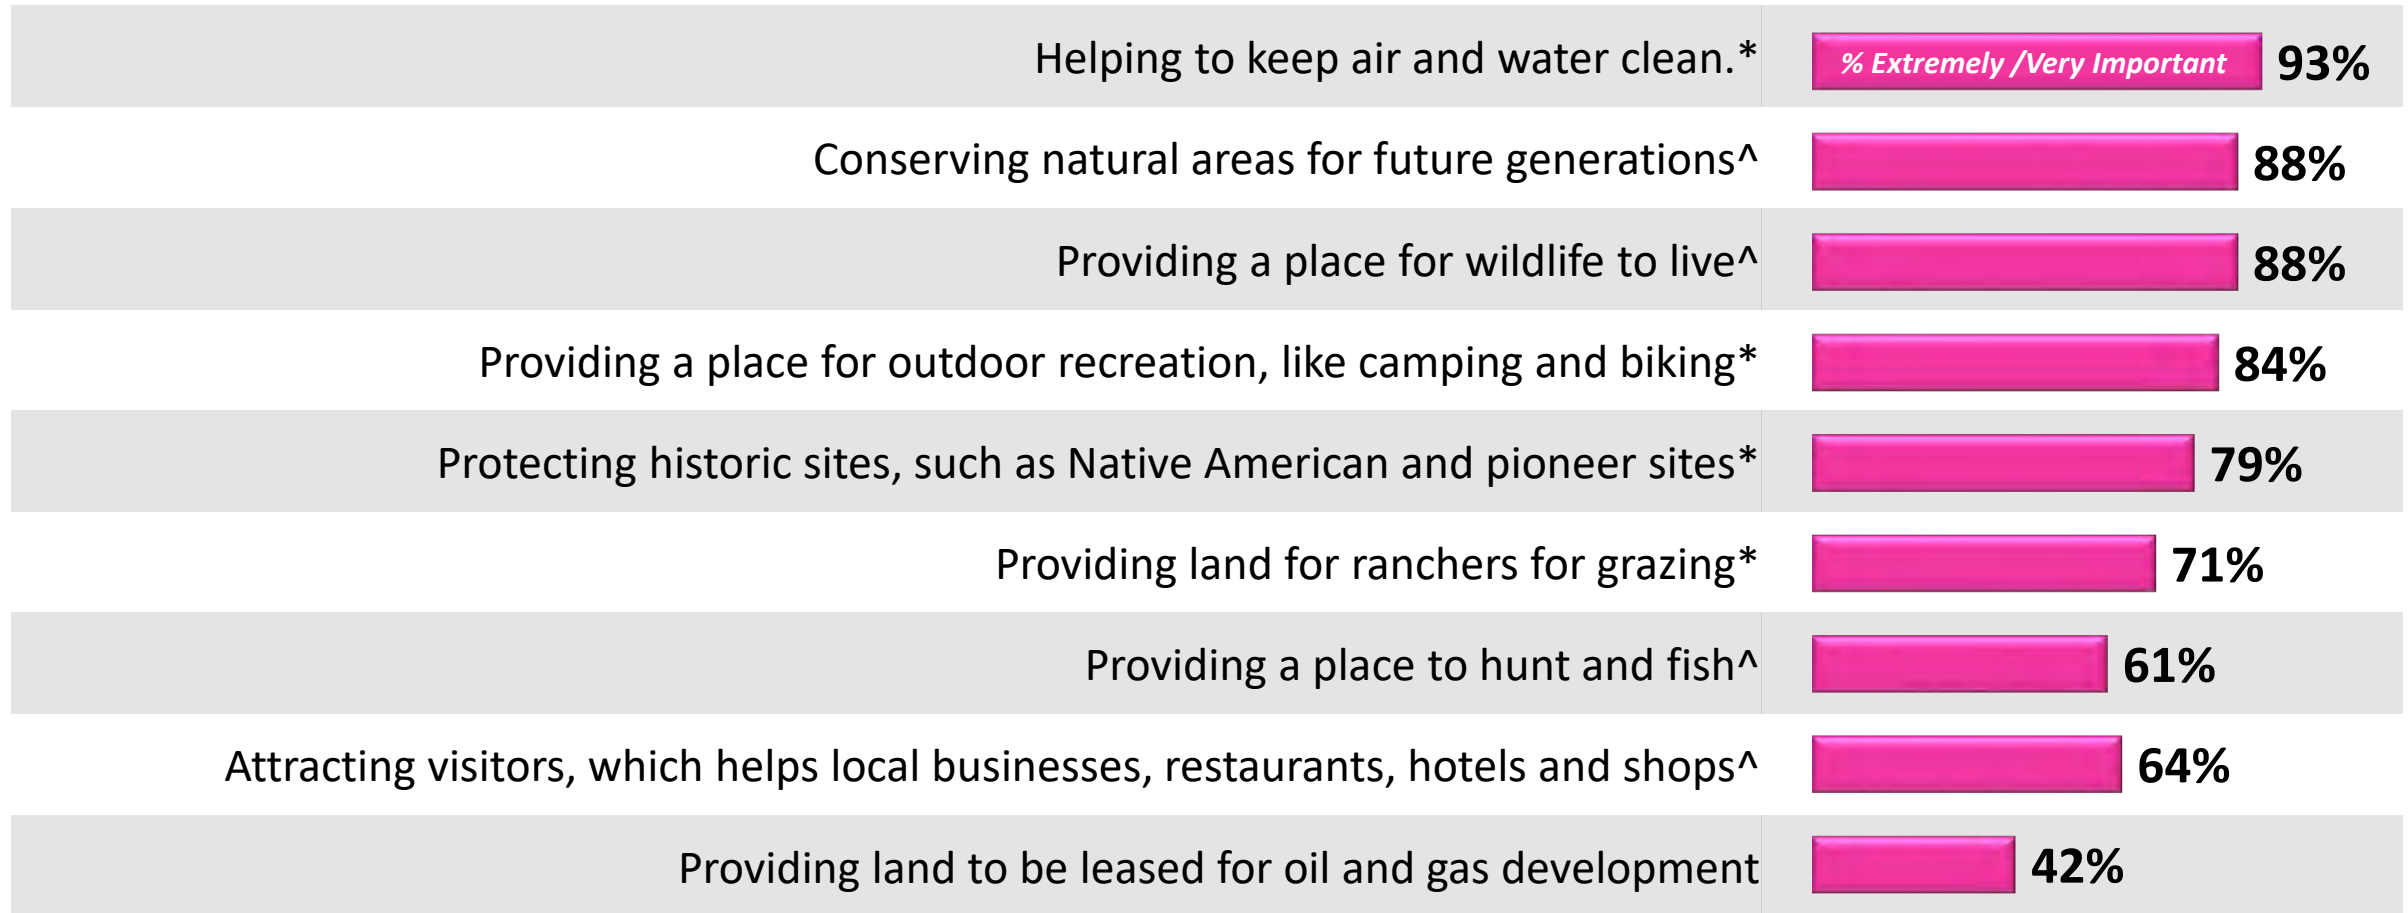 Helping to keep air and water clean.* % Extremely /Very Important 93%
Conserving natural areas for future generations^ 88%
Providing a place for wildlife to live^ 88%
Providing a place for outdoor recreation, like camping and biking* 84%
Protecting historic sites, such as Native American and pioneer sites* 79%
Providing land for ranchers for grazing* 71%
Providing a place to hunt and fish^ 61%
Attracting visitors, which helps local businesses, restaurants, hotels and shops^ 64%
Providing land to be leased for oil and gas development 42%